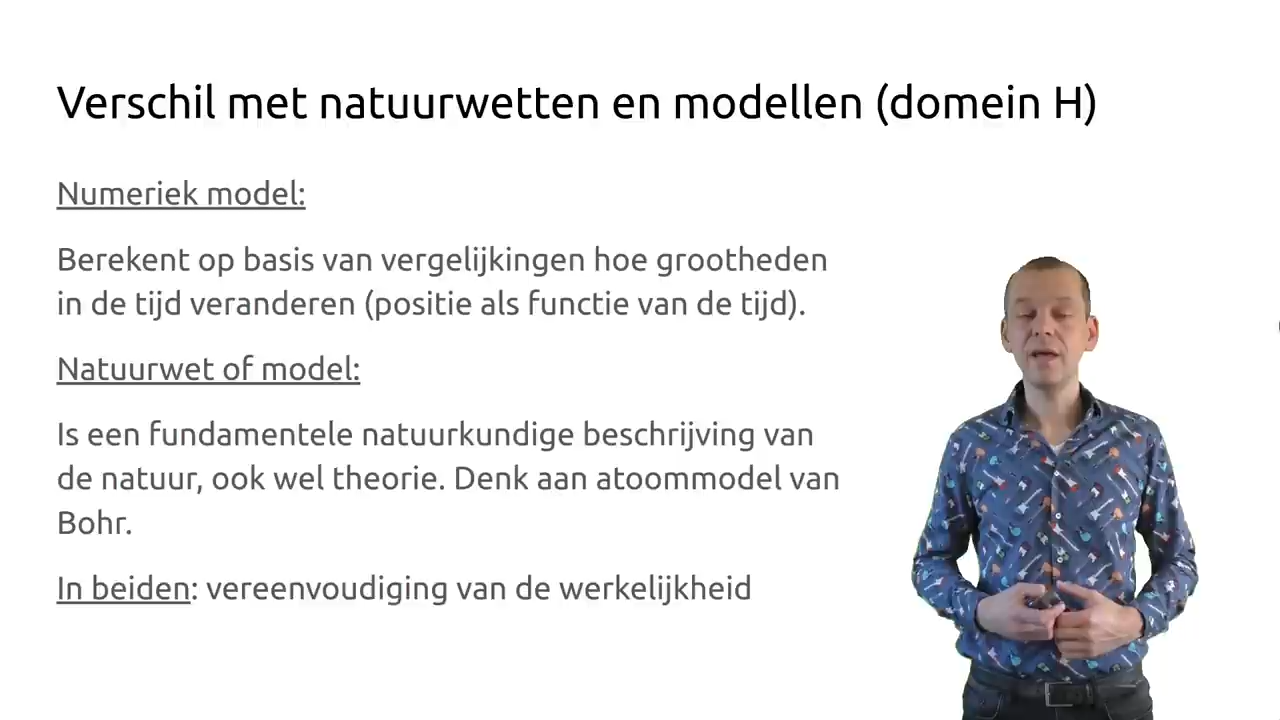 Verschil met natuurwetten en modellen (domein H)
Numeriek model:
Berekent op basis van vergelijkingen hoe grootheden
in de tijd veranderen (positie als functie van de tijd).
Natuurwet of model:
Is een fundamentele natuurkundige beschrijving van
de natuur, ook wel theorie. Denk aan atoommodel van
Bohr.
In beiden: vereenvoudiging van de werkelijkheid